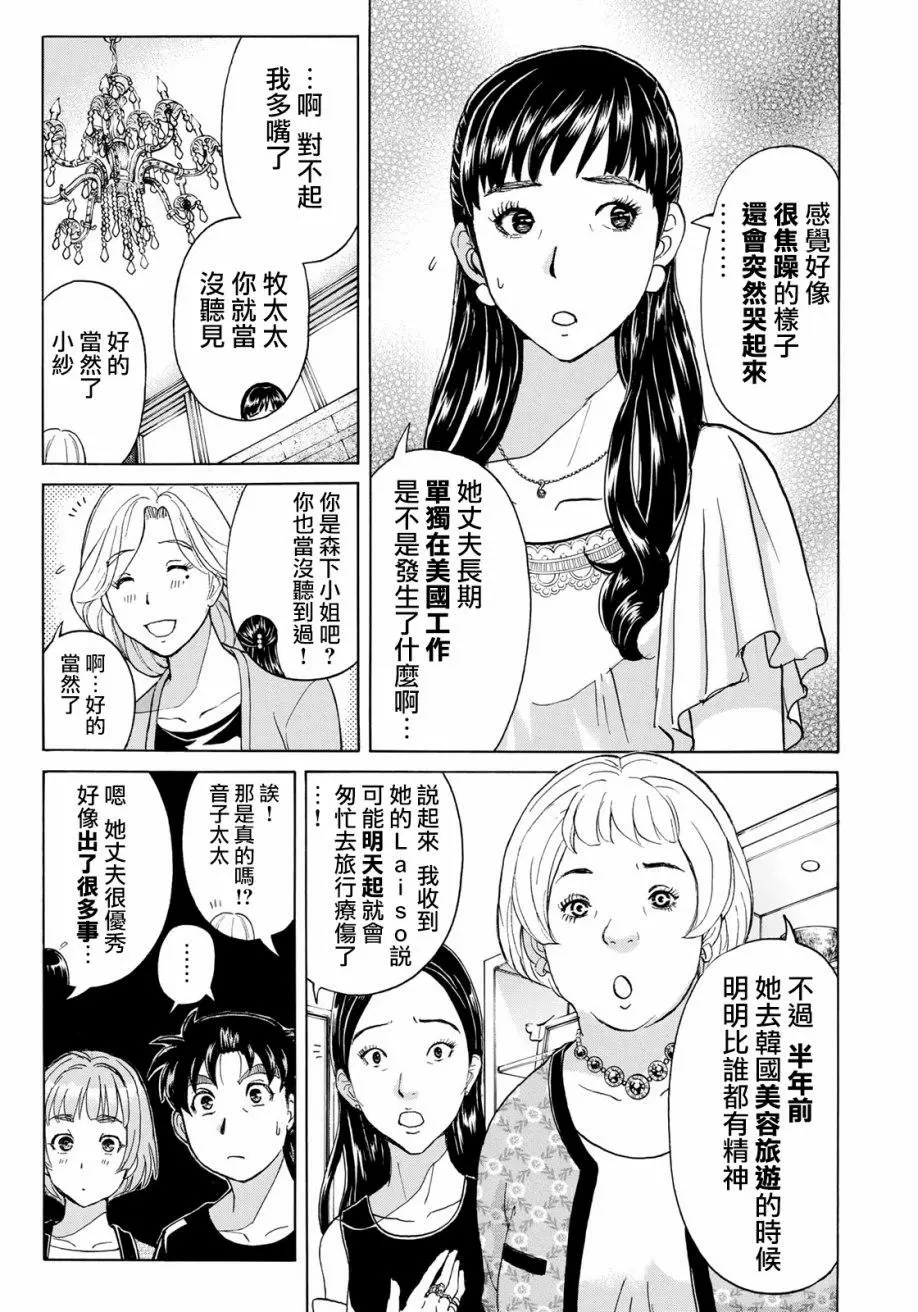 感覺好像
很焦躁的樣子
還會突然哭起來
………
她丈夫長期
單獨在美國工作
是不是發生了什麼啊…
…啊 對不起
我多嘴了
牧太太
你就當
沒聽見
好的
當然了
小紗
你是森下小姐吧?
你也當沒聽到過!
啊…好的
當然了
不過 半年前
她去韓國美容旅遊的時候
明明比誰都有精神
說起來 我收到
她的Laiso說
可能明天起就會
匆忙去旅行療傷了
…!
誒!
那是真的嗎!?
音子太太
……
嗯 她丈夫很優秀
好像出了很多事…